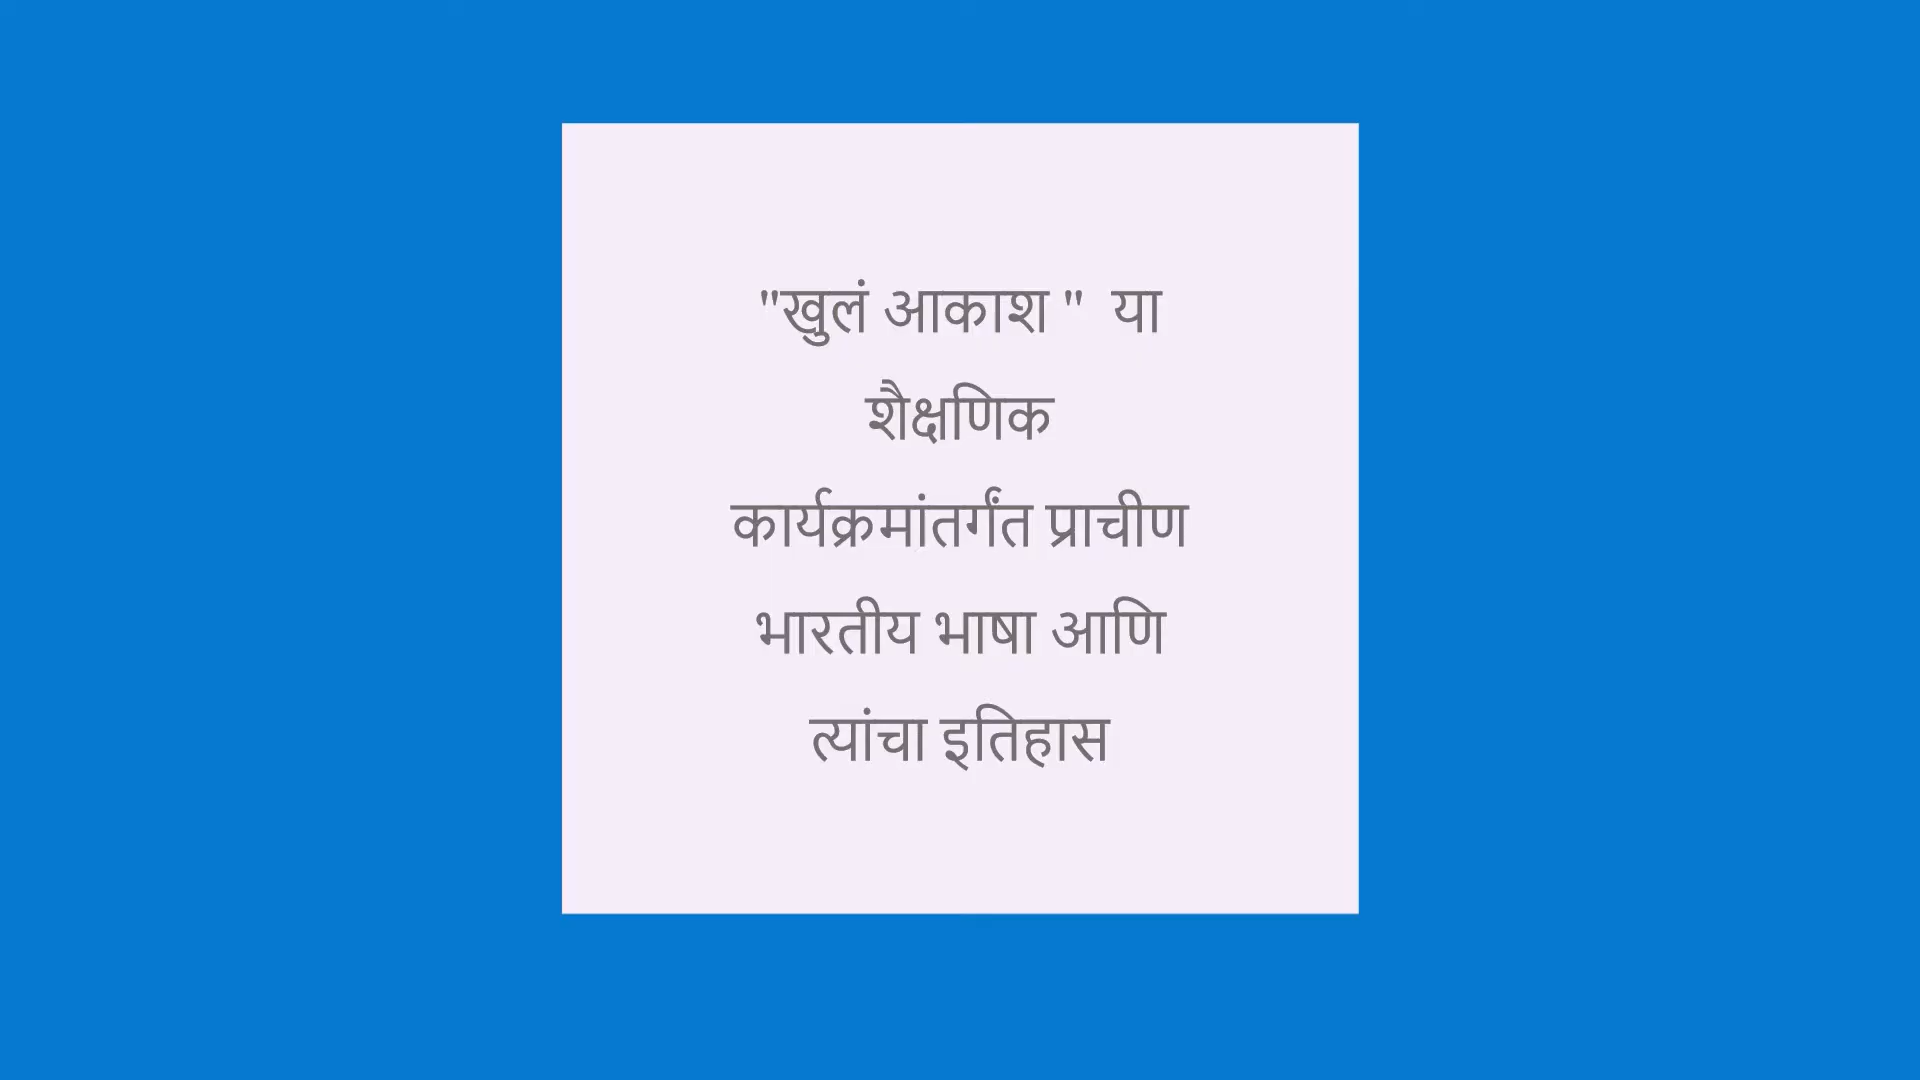 "खुलं आकाश "  या
शैक्षणिक
कार्यक्रमांतर्गंत प्राचीण
भारतीय भाषा आणि
त्यांचा इतिहास